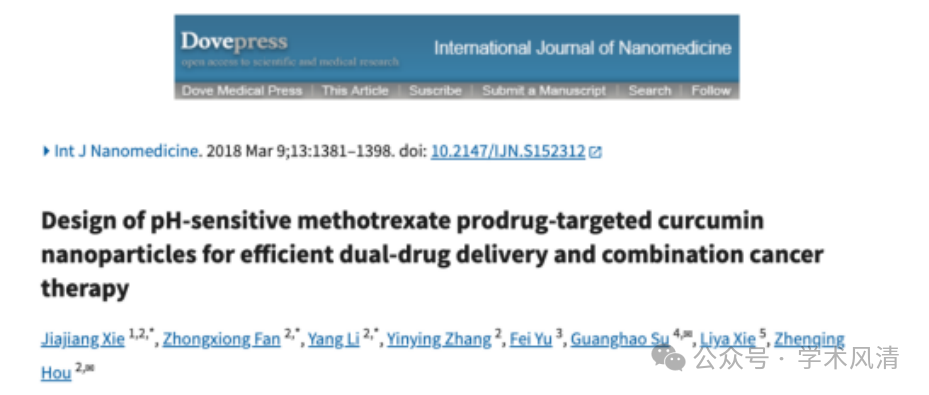 Dovepress
International Journal of Nanomedicine
open access to scientific and medical research
Dove Medical Press | This Article | Suscribe | Submit a Manuscript | Search | Follow
Int J Nanomedicine. 2018 Mar 9;13:1381–1398. doi: 10.2147/IJN.S152312
Design of pH-sensitive methotrexate prodrug-targeted curcumin
nanoparticles for efficient dual-drug delivery and combination cancer
therapy
Jiajiang Xie 1,2,*, Zhongxiong Fan 2,*, Yang Li 2,*, Yinying Zhang 2, Fei Yu 3, Guanghao Su 4,✉, Liya Xie 5, Zhenqing
Hou 2,✉
公众号 · 学术风清